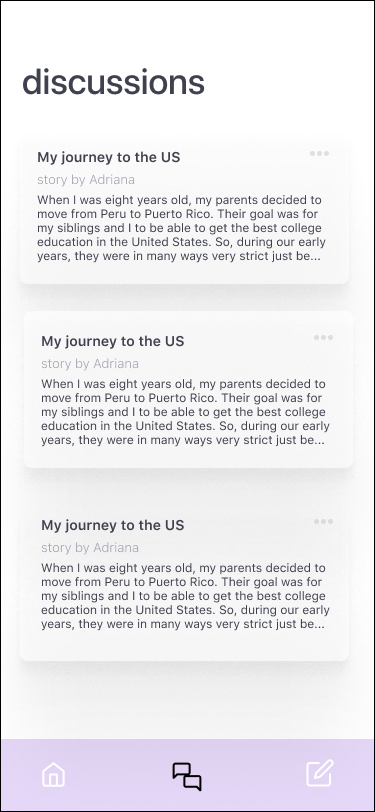 discussions
My journey to the US
story by Adriana
When I was eight years old, my parents decided to
move from Peru to Puerto Rico. Their goal was for
my siblings and I to be able to get the best college
education in the United States. So, during our early
years, they were in many ways very strict just be...
My journey to the US
story by Adriana
When I was eight years old, my parents decided to
move from Peru to Puerto Rico. Their goal was for
my siblings and I to be able to get the best college
education in the United States. So, during our early
years, they were in many ways very strict just be...
My journey to the US
story by Adriana
When I was eight years old, my parents decided to
move from Peru to Puerto Rico. Their goal was for
my siblings and I to be able to get the best college
education in the United States. So, during our early
years, they were in many ways very strict just be...